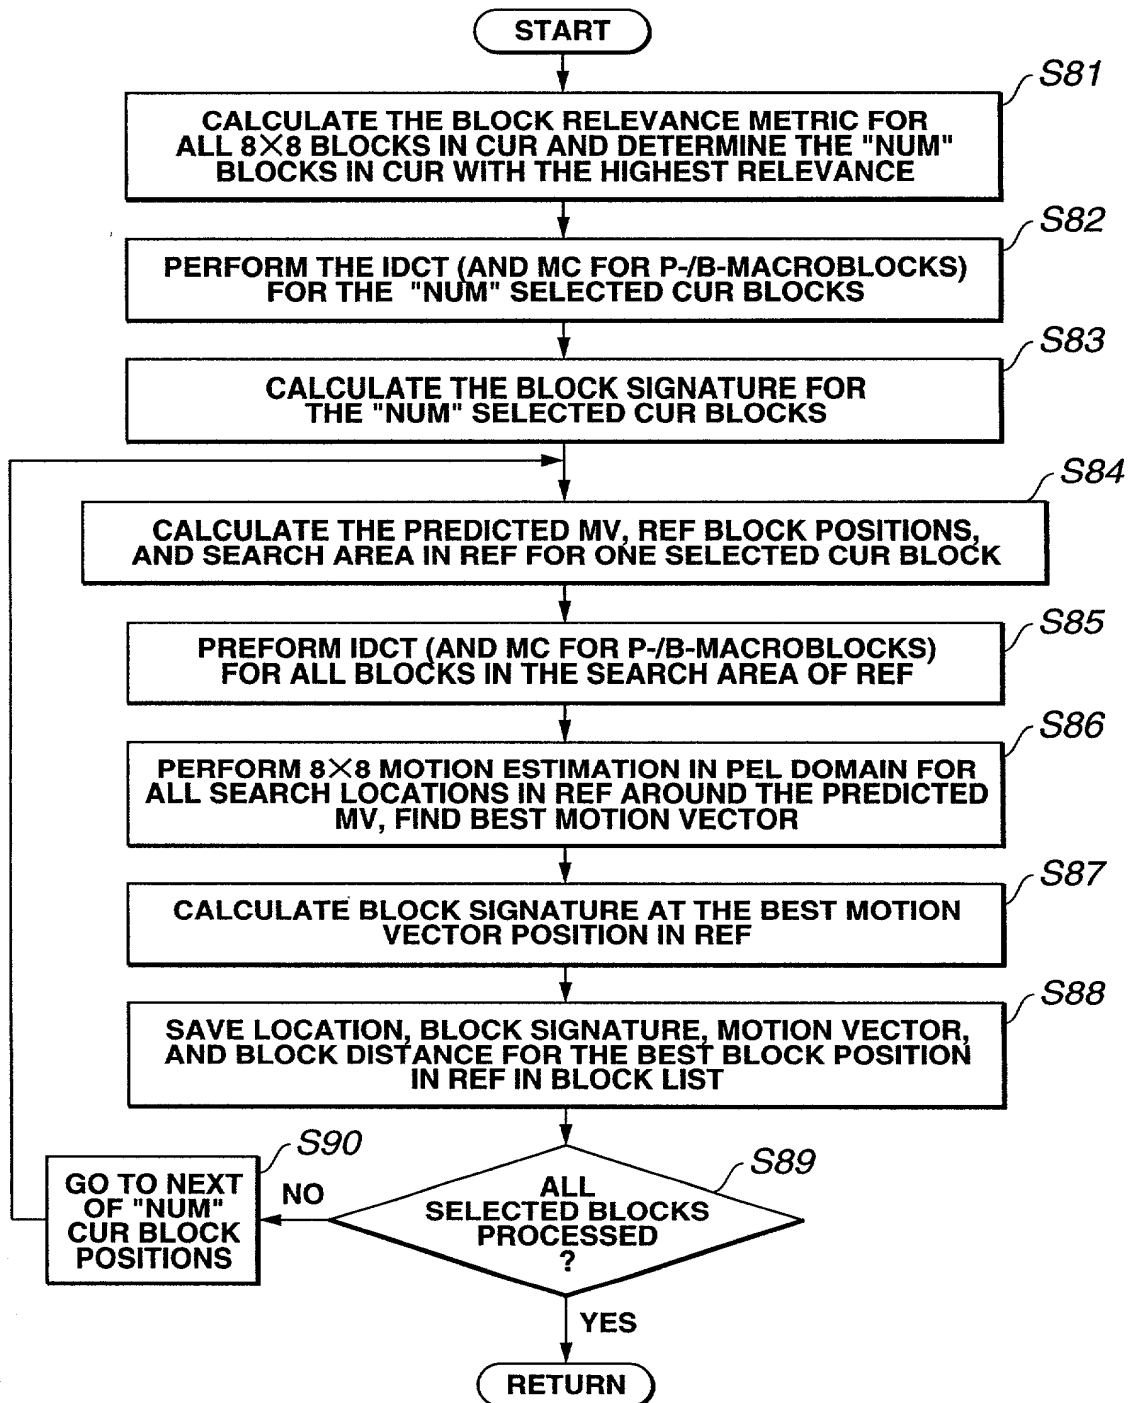 START
S81
CALCULATE THE BLOCK RELEVANCE METRIC FOR
ALL 8×8 BLOCKS IN CUR AND DETERMINE THE "NUM"
BLOCKS IN CUR WITH THE HIGHEST RELEVANCE
S82
PERFORM THE IDCT (AND MC FOR P-/B-MACROBLOCKS)
FOR THE "NUM" SELECTED CUR BLOCKS
S83
CALCULATE THE BLOCK SIGNATURE FOR
THE "NUM" SELECTED CUR BLOCKS
S84
CALCULATE THE PREDICTED MV, REF BLOCK POSITIONS,
AND SEARCH AREA IN REF FOR ONE SELECTED CUR BLOCK
S85
PREFORM IDCT (AND MC FOR P-/B-MACROBLOCKS)
FOR ALL BLOCKS IN THE SEARCH AREA OF REF
S86
PERFORM 8×8 MOTION ESTIMATION IN PEL DOMAIN FOR
ALL SEARCH LOCATIONS IN REF AROUND THE PREDICTED
MV, FIND BEST MOTION VECTOR
S87
CALCULATE BLOCK SIGNATURE AT THE BEST MOTION
VECTOR POSITION IN REF
S88
SAVE LOCATION, BLOCK SIGNATURE, MOTION VECTOR,
AND BLOCK DISTANCE FOR THE BEST BLOCK POSITION
IN REF IN BLOCK LIST
S89
ALL
SELECTED BLOCKS
PROCESSED
?
NO
S90
GO TO NEXT
OF "NUM"
CUR BLOCK
POSITIONS
YES
RETURN